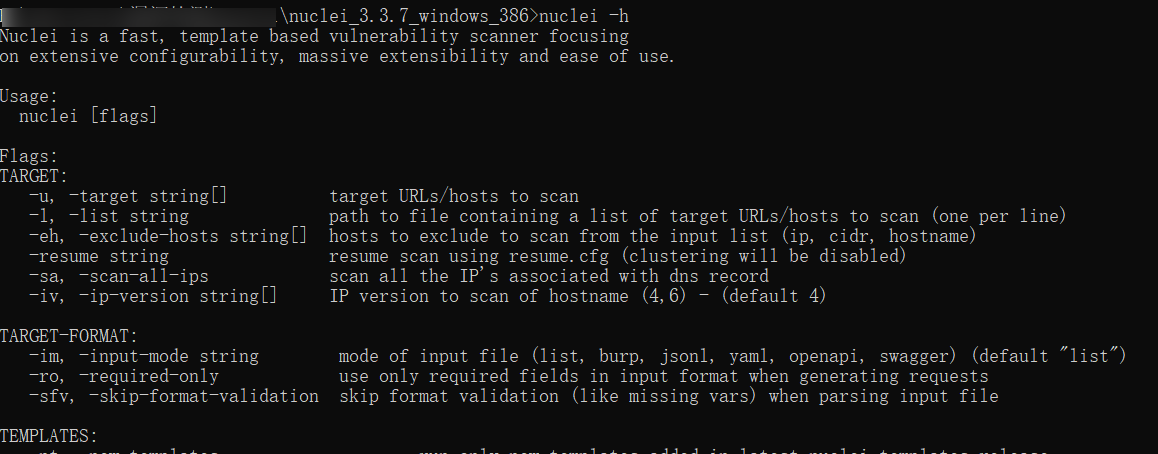 \nuclei_3.3.7_windows_386>nuclei -h
Nuclei is a fast, template based vulnerability scanner focusing
on extensive configurability, massive extensibility and ease of use.
Usage:
nuclei [flags]
Flags:
TARGET:
-u, -target string[] target URLs/hosts to scan
-l, -list string path to file containing a list of target URLs/hosts to scan (one per line)
-eh, -exclude-hosts string[] hosts to exclude to scan from the input list (ip, cidr, hostname)
-resume string resume scan using resume.cfg (clustering will be disabled)
-sa, -scan-all-ips scan all the IP's associated with dns record
-iv, -ip-version string[] IP version to scan of hostname (4,6) - (default 4)
TARGET-FORMAT:
-im, -input-mode string mode of input file (list, burp, jsonl, yaml, openapi, swagger) (default "list")
-ro, -required-only use only required fields in input format when generating requests
-sfv, -skip-format-validation skip format validation (like missing vars) when parsing input file
TEMPLATES: